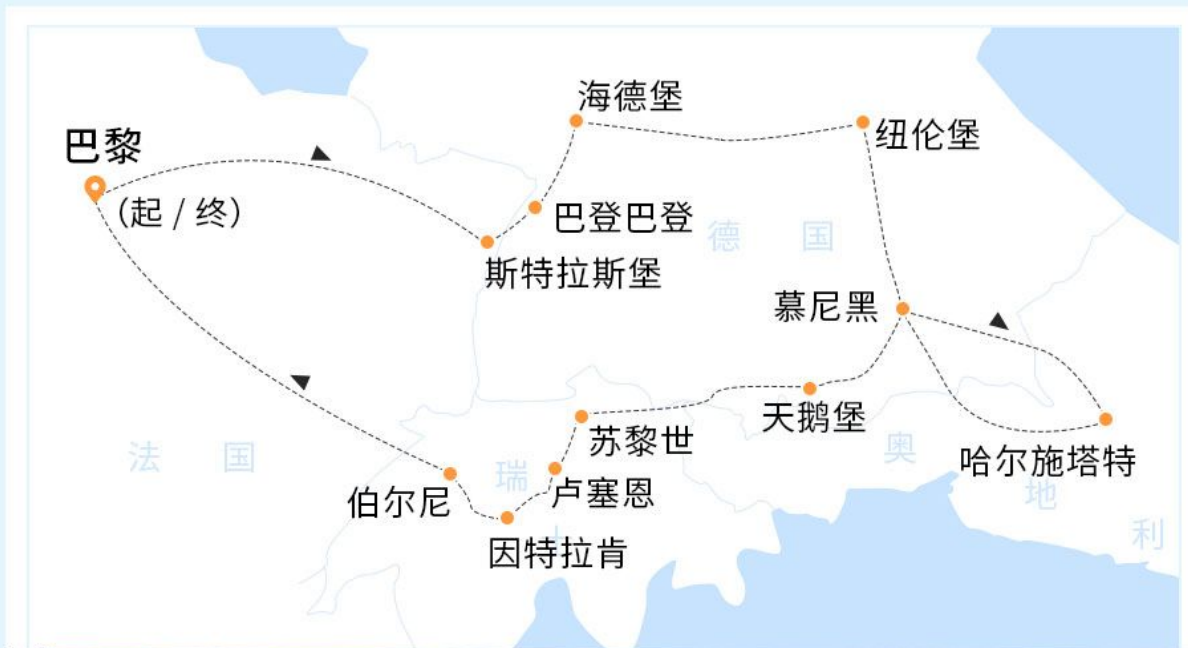 海德堡
巴黎
纽伦堡
（起 / 终）
巴登巴登
德国
斯特拉斯堡
慕尼黑
天鹅堡
苏黎世
法国
奥地利
哈尔施塔特
瑞士
卢塞恩
伯尔尼
因特拉肯